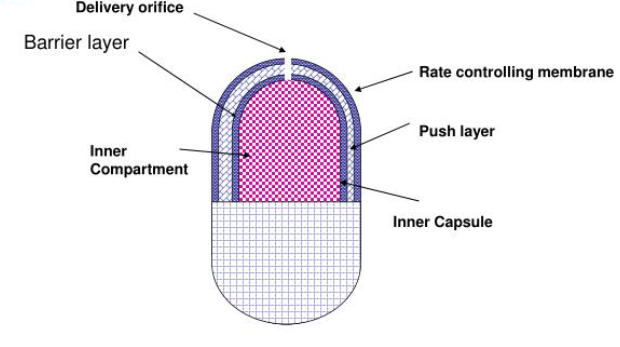 Delivery orifice
Barrier layer
Rate controlling membrane
Push layer
Inner
Compartment
Inner Capsule